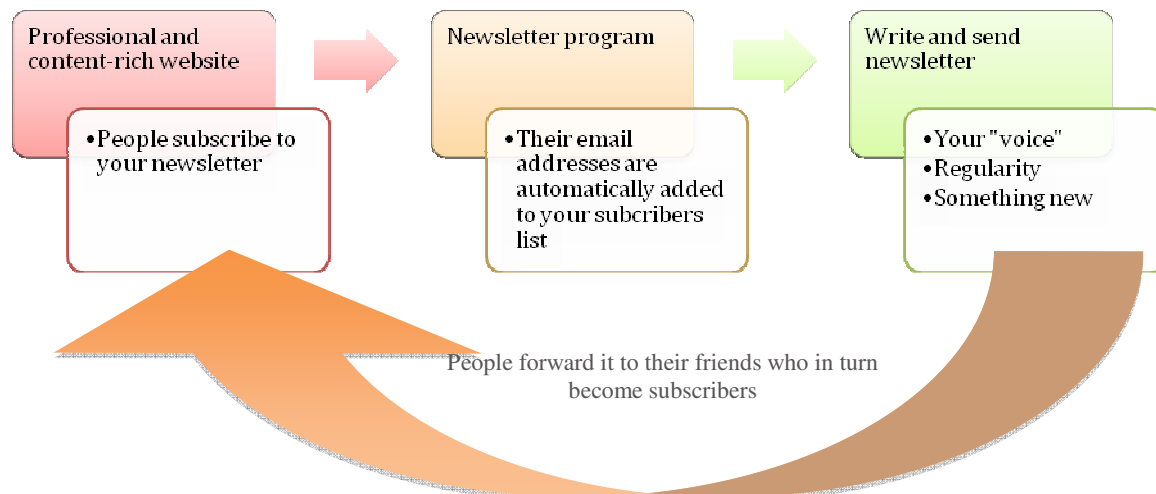 Professional and
content-rich website
•People subscribe to
your newsletter
Newsletter program
•Their email
addresses are
automatically added
to your subcribers
list
Write and send
newsletter
•Your "voice"
•Regularity
•Something new
People forward it to their friends who in turn
become subscribers